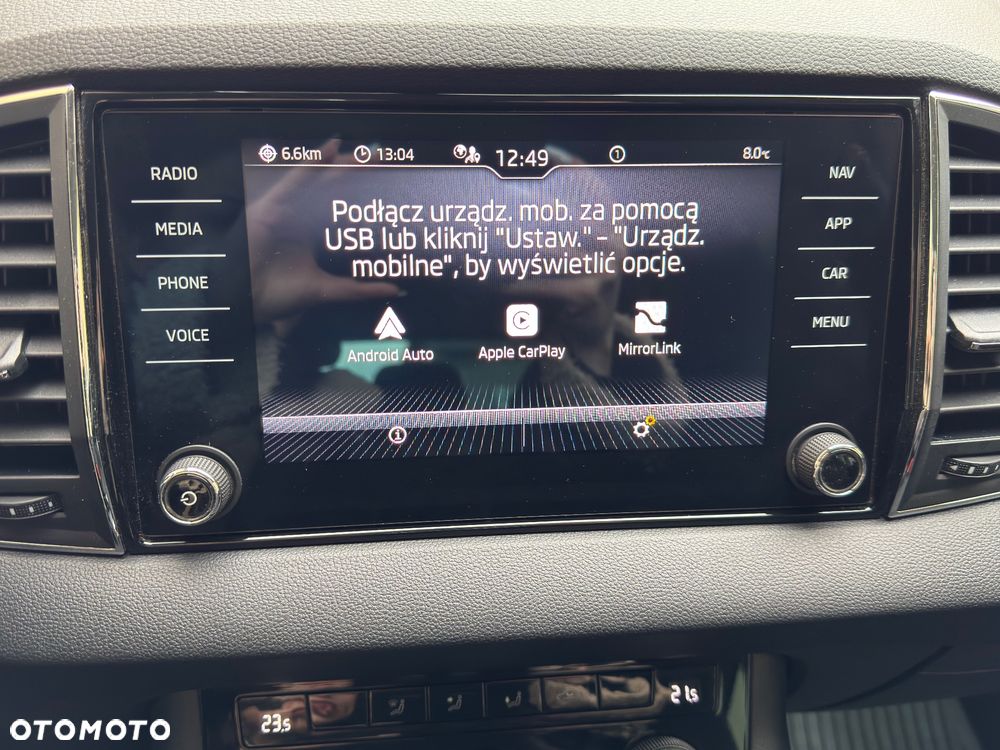 6.6km 13:04 12:49 1 8.0°C
RADIO
MEDIA
PHONE
VOICE
Podłącz urządz. mob. za pomocą
USB lub kliknij "Ustaw." - "Urządz.
mobilne", by wyświetlić opcje.
Android Auto Apple CarPlay MirrorLink
NAV
APP
CAR
MENU
23.5 21.5
OTOMOTO